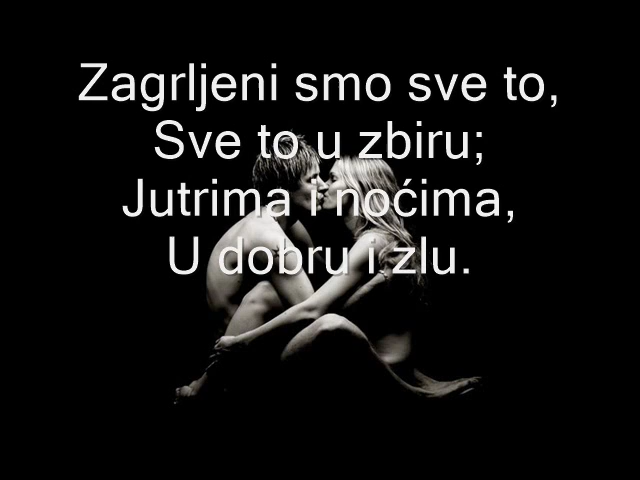 Zagrljeni smo sve to,
Sve to u zbiru;
Jutrima i noćima,
U dobru i zlu.